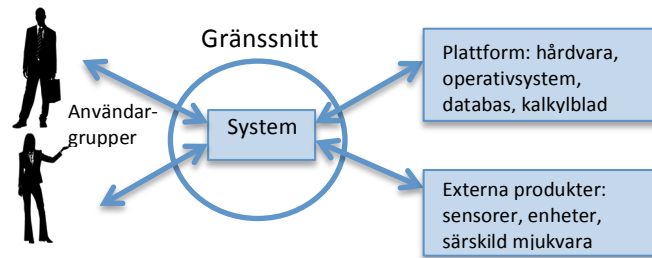 Gränssnitt
Användar-
grupper
System
Plattform: hårdvara,
operativsystem,
databas, kalkylblad
Externa produkter:
sensorer, enheter,
särskild mjukvara